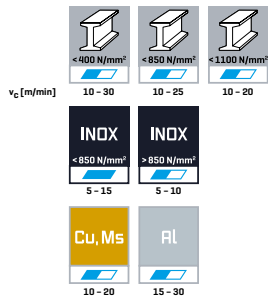 <400 N/mm² <850 N/mm² <1100 N/mm²
vc [m/min] 10 – 30 10 – 25 10 – 20
INOX INOX
<850 N/mm² >850 N/mm²
5 – 15 5 – 10
Cu, Ms Al
10 – 20 15 – 30